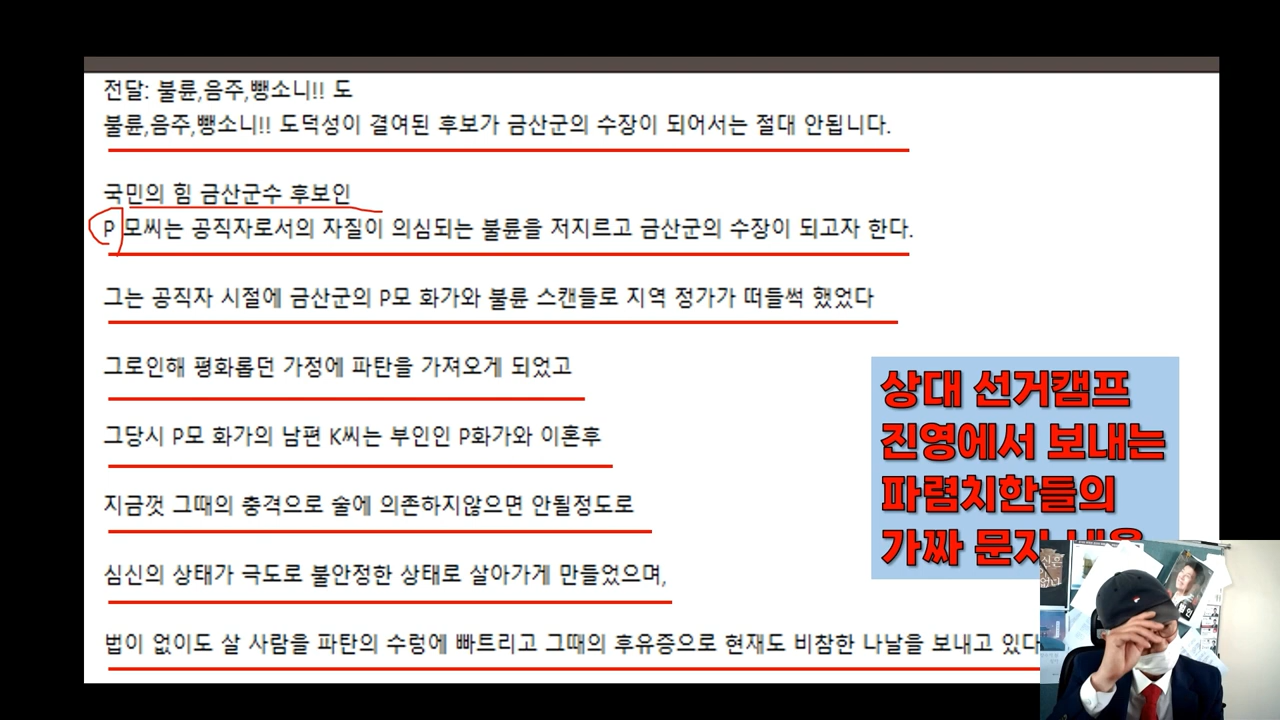 전달: 불륜,음주,뺑소니!! 도
불륜,음주,뺑소니!! 도덕성이 결여된 후보가 금산군의 수장이 되어서는 절대 안됩니다.
국민의 힘 금산군수 후보인
P 모씨는 공직자로서의 자질이 의심되는 불륜을 저지르고 금산군의 수장이 되고자 한다.
그는 공직자 시절에 금산군의 P모 화가와 불륜 스캔들로 지역 정가가 떠들썩 했었다
그로인해 평화롭던 가정에 파탄을 가져오게 되었고
그당시 P모 화가의 남편 K씨는 부인인 P화가와 이혼후
지금껏 그때의 충격으로 술에 의존하지않으면 안될정도로
심신의 상태가 극도로 불안정한 상태로 살아가게 만들었으며,
법이 없이도 살 사람을 파탄의 수렁에 빠트리고 그때의 후유증으로 현재도 비참한 나날을 보내고 있다
상대 선거캠프
진영에서 보내는
파렴치한들의
가짜 문자